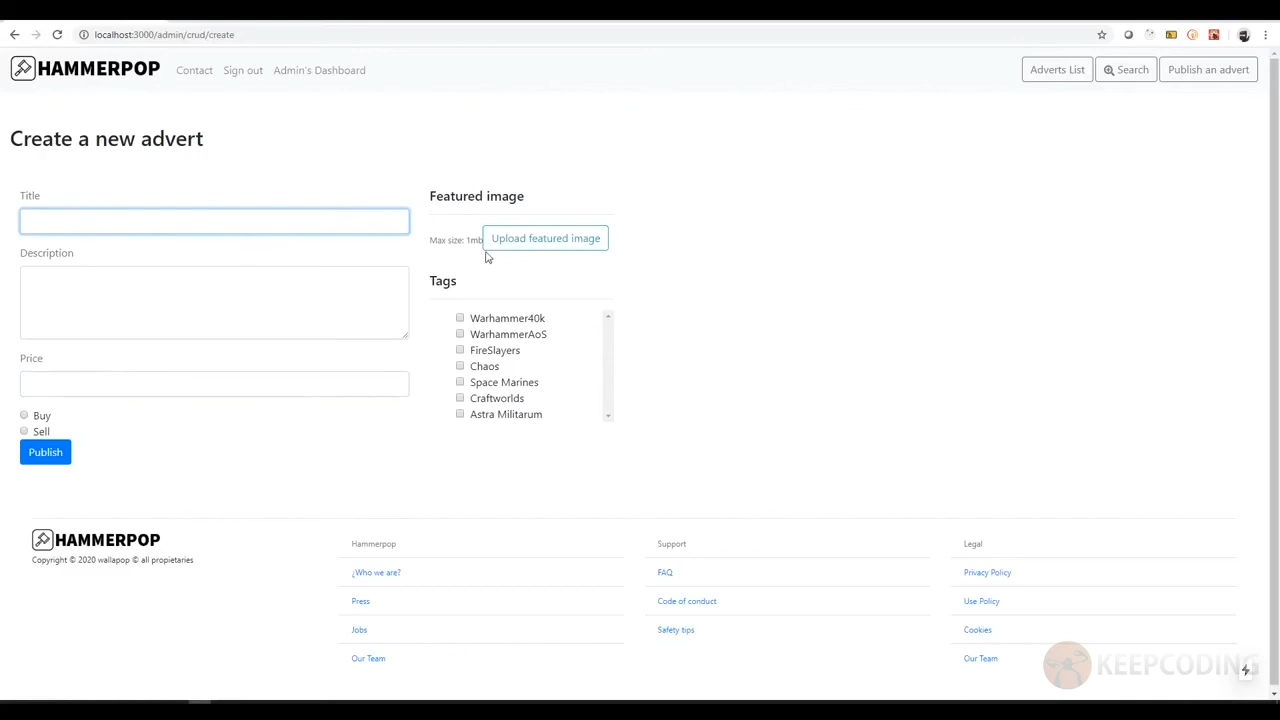 localhost:3000/admin/crud/create
HAMMERPOP
Contact
Sign out
Admin's Dashboard
Adverts List
Search
Publish an advert
Create a new advert
Title
Description
Price
Buy
Sell
Publish
Featured image
Max size: 1mb
Upload featured image
Tags
Warhammer40k
WarhammerAoS
FireSlayers
Chaos
Space Marines
Craftworlds
Astra Militarum
HAMMERPOP
Copyright © 2020 wallapop © all propietaries
Hammerpop
¿Who we are?
Press
Jobs
Our Team
Support
FAQ
Code of conduct
Safety tips
Legal
Privacy Policy
Use Policy
Cookies
Our Team
KEEPCODING